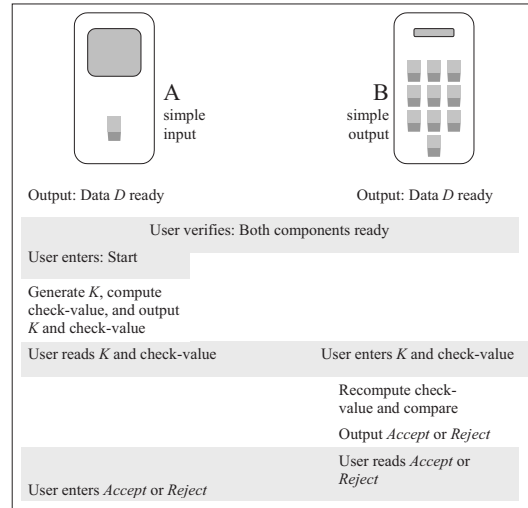 A
simple
input
B
simple
output
Output: Data D ready
Output: Data D ready
User verifies: Both components ready
User enters: Start
Generate K, compute
check-value, and output
K and check-value
User reads K and check-value
User enters K and check-value
Recompute check-
value and compare
Output Accept or Reject
User reads Accept or
Reject
User enters Accept or Reject